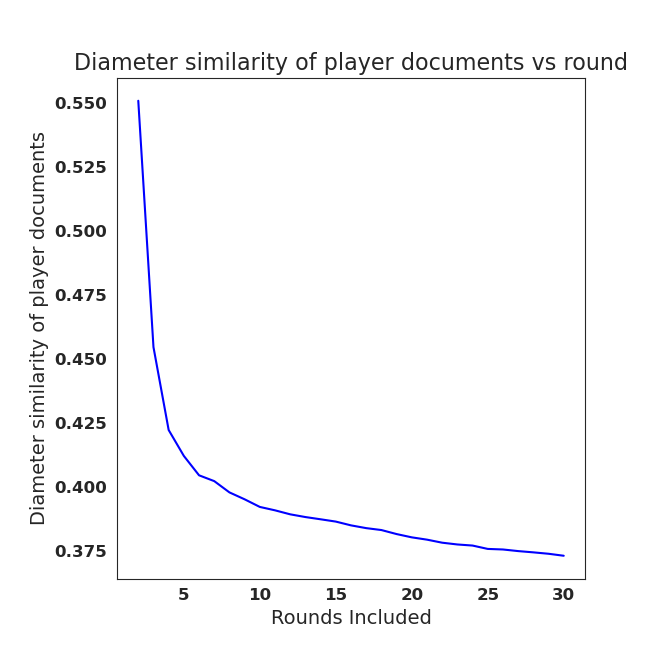 Diameter similarity of player documents vs round
Diameter similarity of player documents
0.550
0.525
0.500
0.475
0.450
0.425
0.400
0.375
5 10 15 20 25 30
Rounds Included